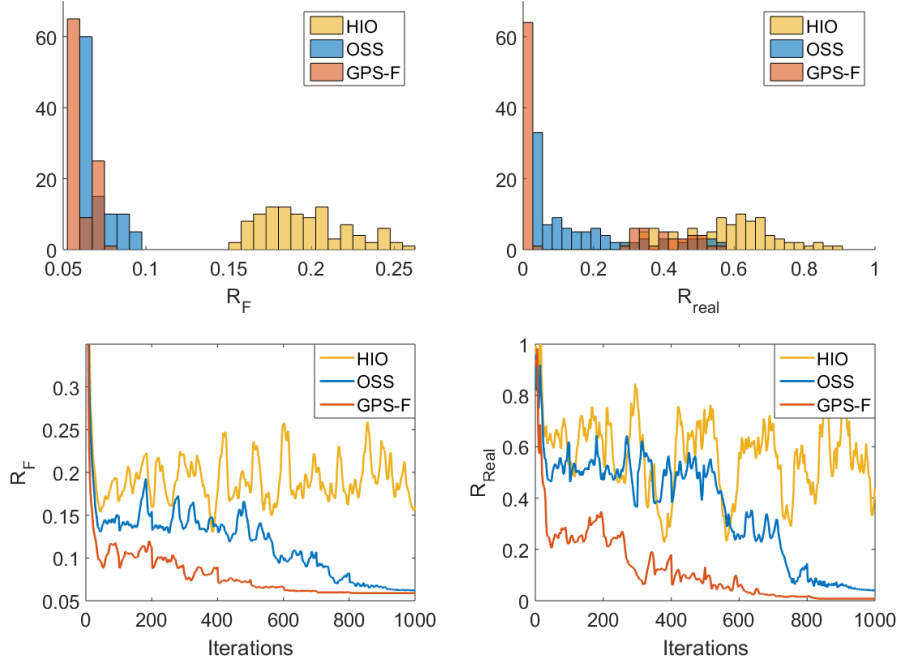 60
40
20
0
0.05
0.1
0.15
0.2
0.25
R_F
HIO
OSS
GPS-F
60
40
20
0
0
0.2
0.4
0.6
0.8
1
R_real
HIO
OSS
GPS-F
0.3
0.25
0.2
0.15
0.1
0.05
R_F
0
200
400
600
800
1000
Iterations
HIO
OSS
GPS-F
1
0.8
0.6
0.4
0.2
0
R_Real
0
200
400
600
800
1000
Iterations
HIO
OSS
GPS-F